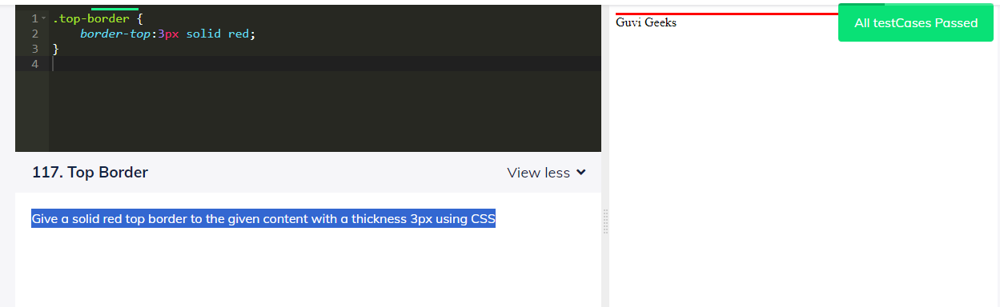 1 .top-border {
2 border-top:3px solid red;
3 }
4
117. Top Border
View less
Give a solid red top border to the given content with a thickness 3px using CSS
Guvi Geeks
All testCases Passed